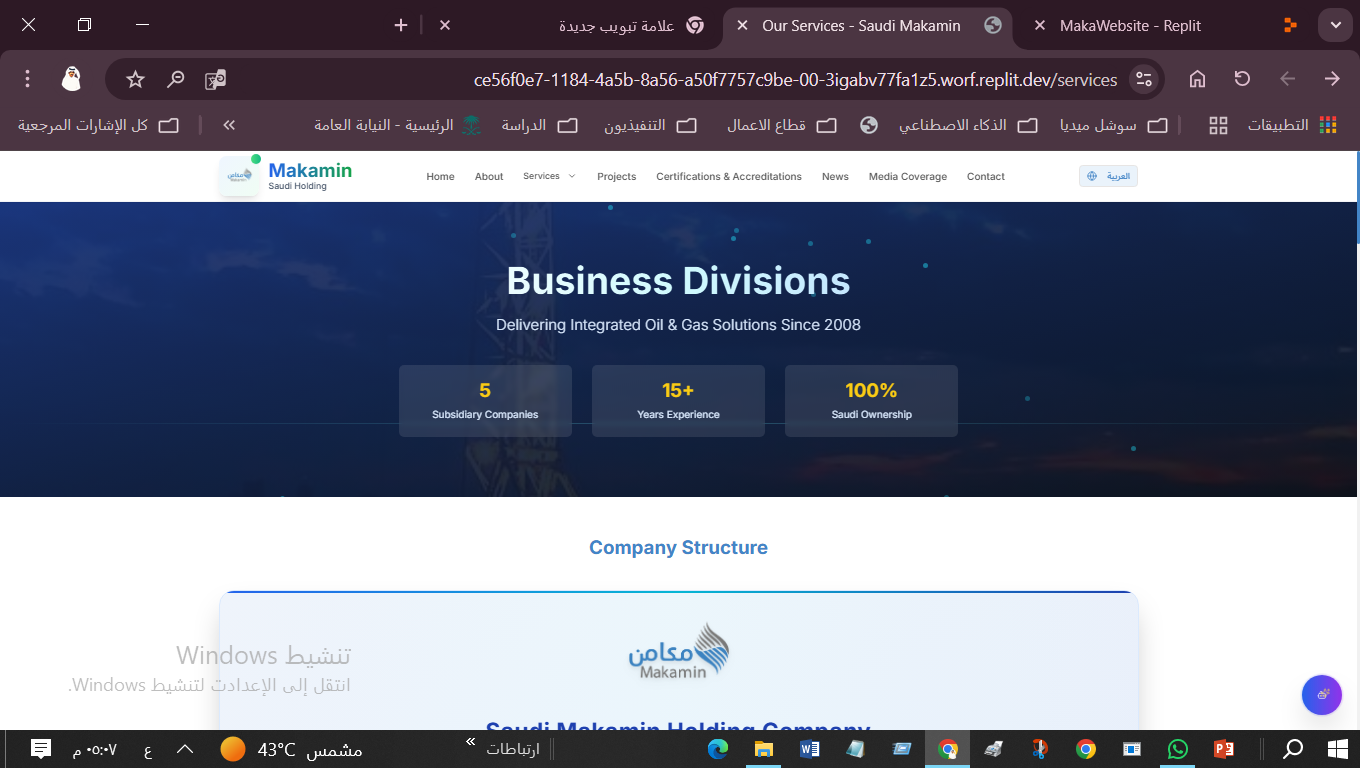 علامة تبويب جديدة
Our Services - Saudi Makamin
MakaWebsite - Replit
ce56f0e7-1184-4a5b-8a56-a50f7757c9be-00-3igabv77fa1z5.worf.replit.dev/services
التطبيقات
سوشل ميديا
الذكاء الاصطناعي
قطاع الاعمال
التنفيذيون
الدراسة
الرئيسية - النيابة العامة
كل الإشارات المرجعية
مكامن
Makamin
Makamin
Saudi Holding
Home
About
Services
Projects
Certifications & Accreditations
News
Media Coverage
Contact
العربية
Business Divisions
Delivering Integrated Oil & Gas Solutions Since 2008
5
Subsidiary Companies
15+
Years Experience
100%
Saudi Ownership
Company Structure
مكامن
Makamin
Saudi Makamin Holding Company
تنشيط Windows
انتقل إلى الإعدادت لتنشيط Windows.
ارتباطات
مشمس 43°C
ع
٠٥:٠٧ م